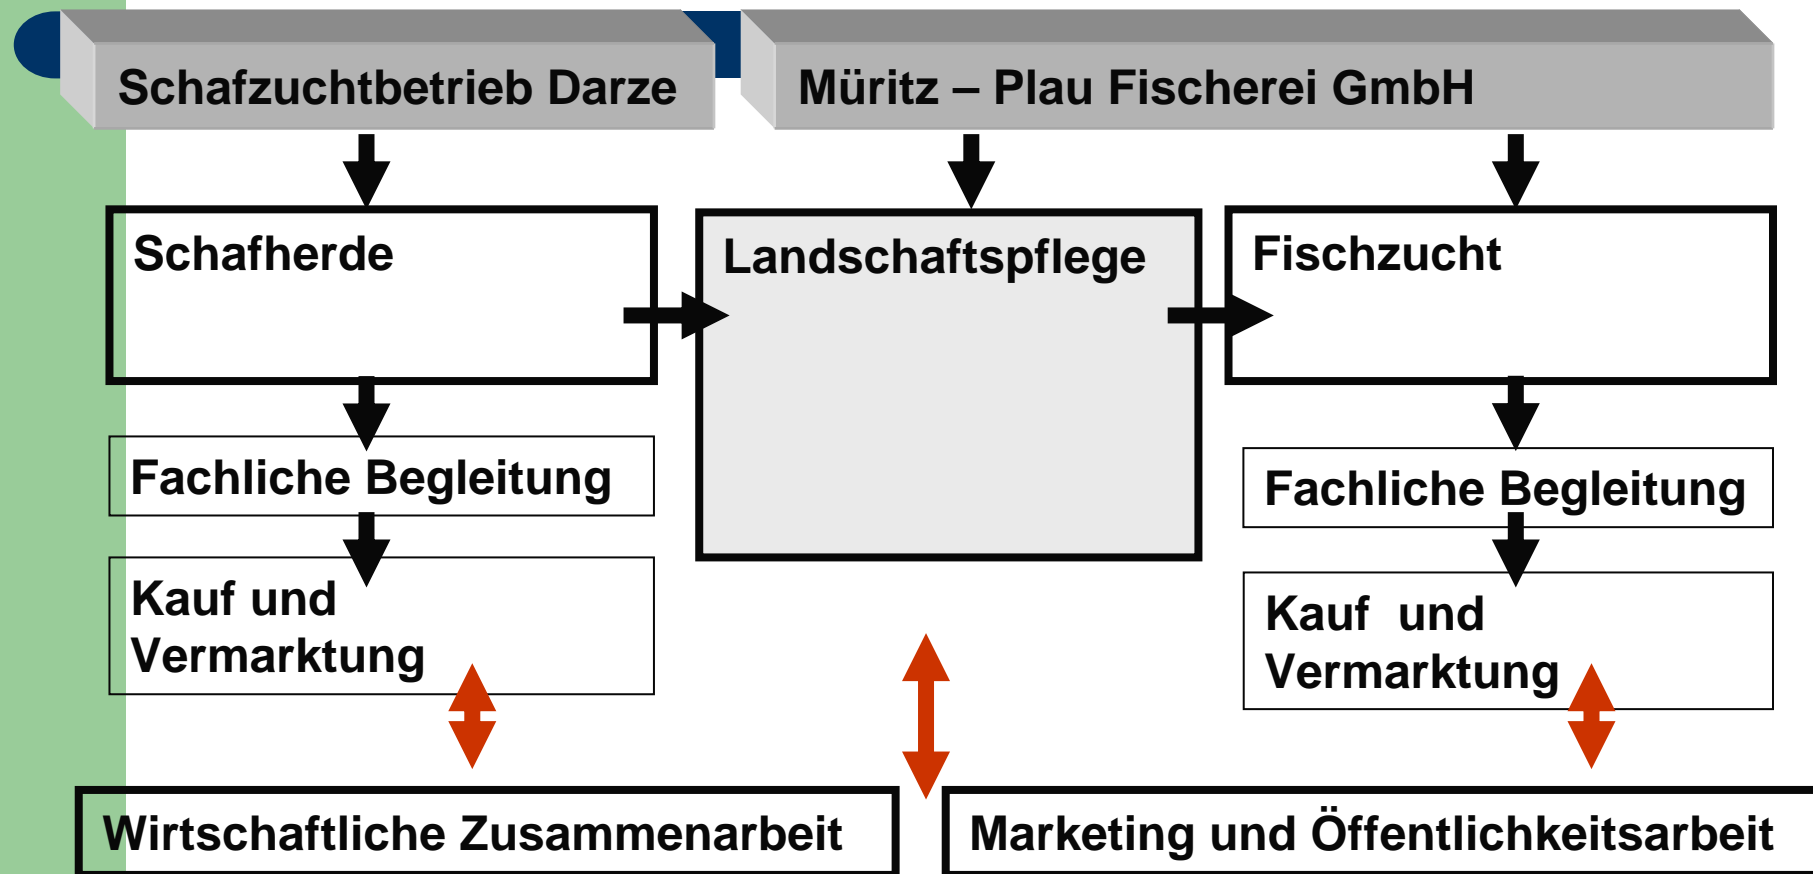 Schafzuchtbetrieb Darze
Müritz – Plau Fischerei GmbH
Schafherde
Landschaftspflege
Fischzucht
Fachliche Begleitung
Fachliche Begleitung
Kauf und
Vermarktung
Kauf und
Vermarktung
Wirtschaftliche Zusammenarbeit
Marketing und Öffentlichkeitsarbeit